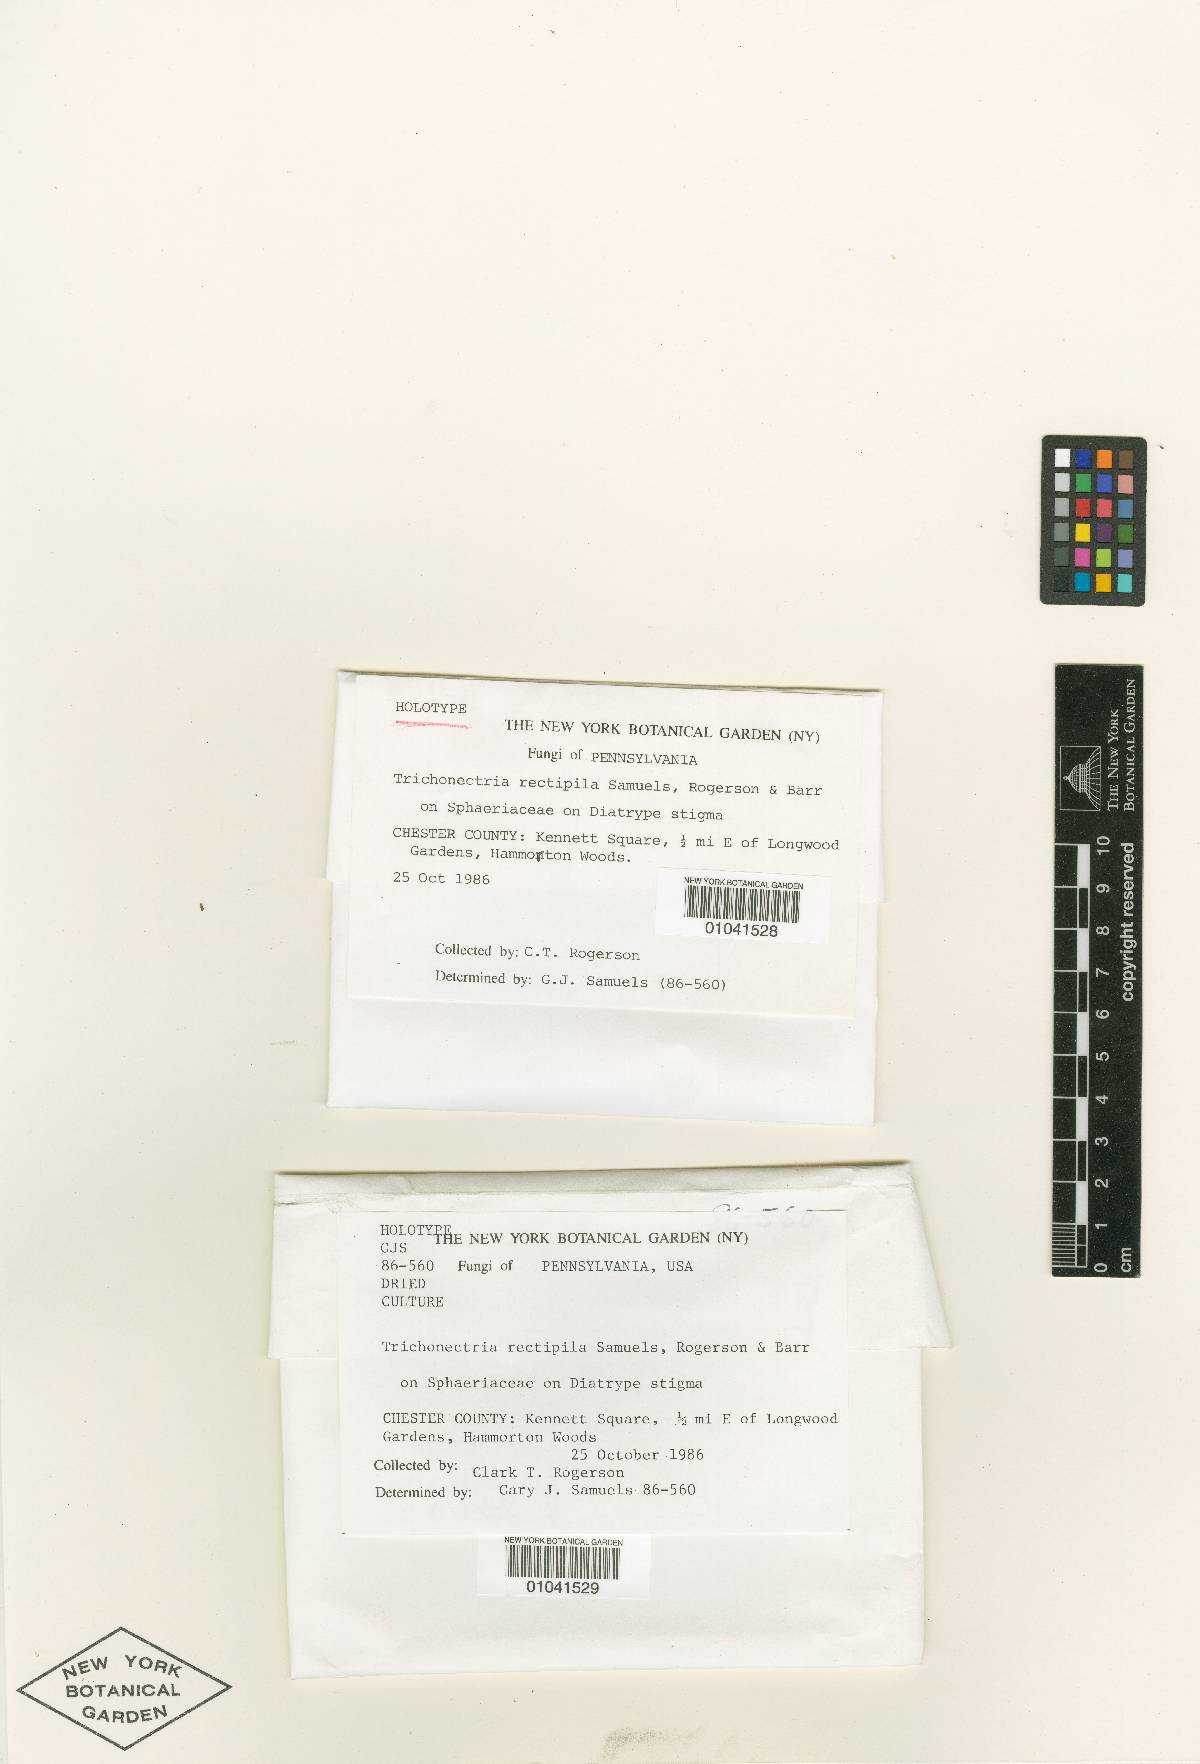 HOLOTYPE
THE NEW YORK BOTANICAL GARDEN (NY)
Fungi of PENNSYLVANIA
Trichonectria rectipila Samuels, Rogerson & Barr
on Sphaeriaceae on Diatrype stigma
CHESTER COUNTY: Kennett Square, ½ mi E of Longwood
Gardens, Hammorton Woods.
25 Oct 1986
NEW YORK BOTANICAL GARDEN
01041528
Collected by: C.T. Rogerson
Determined by: G.J. Samuels (86-560)
HOLOTYPE
THE NEW YORK BOTANICAL GARDEN (NY)
GJS
86-560 Fungi of PENNSYLVANIA, USA
DRIED
CULTURE
Trichonectria rectipila Samuels, Rogerson & Barr
on Sphaeriaceae on Diatrype stigma
CHESTER COUNTY: Kennett Square, ½ mi E of Longwood
Gardens, Hammorton Woods
25 October 1986
Collected by: Clark T. Rogerson
Determined by: Gary J. Samuels 86-560
NEW YORK BOTANICAL GARDEN
01041529
NEW YORK
BOTANICAL
GARDEN
THE NEW YORK
BOTANICAL GARDEN
copyright reserved
cm
0 1 2 3 4 5 6 7 8 9 10